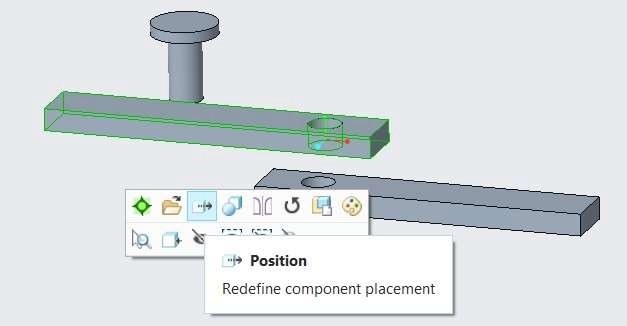 Position
Redefine component placement